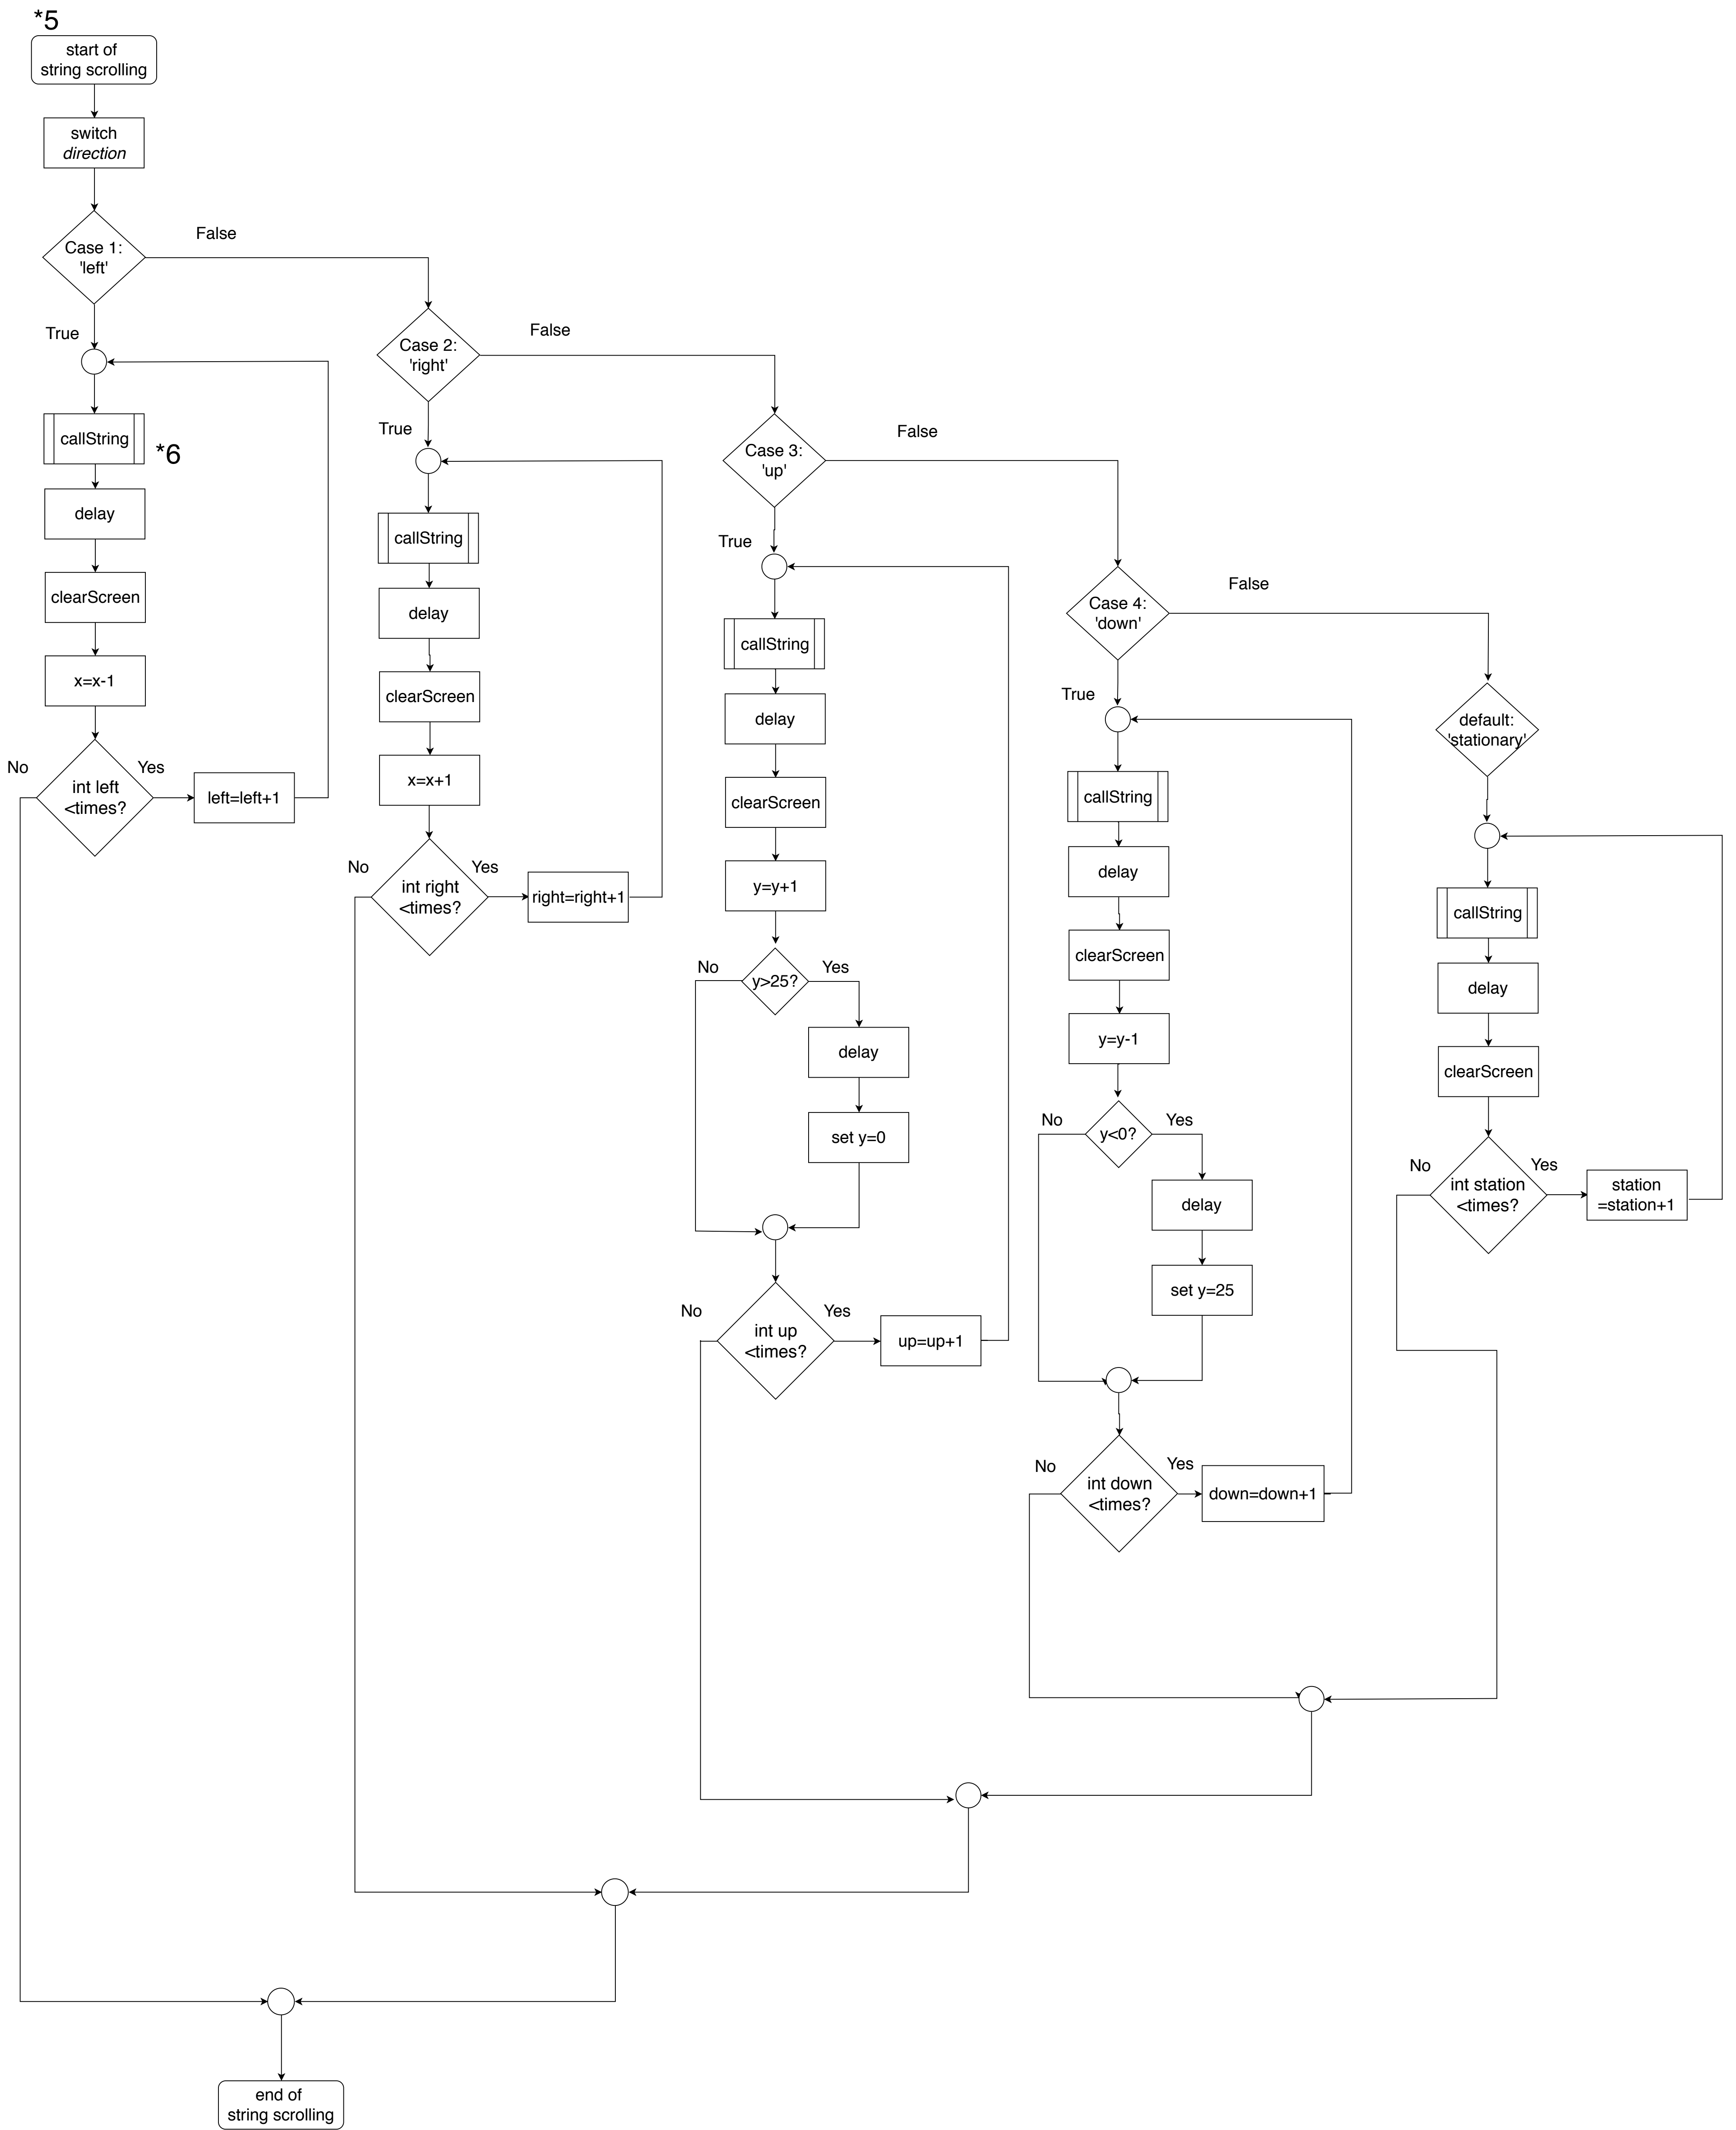 *5
start of
string scrolling
switch
direction
Case 1:
'left'
False
True
callString
*6
delay
clearScreen
x=x-1
No
int left
<times?
Yes
left=left+1
Case 2:
'right'
False
True
callString
delay
clearScreen
x=x+1
No
int right
<times?
Yes
right=right+1
Case 3:
'up'
False
True
callString
delay
clearScreen
y=y+1
No
y>25?
Yes
delay
set y=0
No
int up
<times?
Yes
up=up+1
Case 4:
'down'
False
True
callString
delay
clearScreen
y=y-1
No
y<0?
Yes
delay
set y=25
No
int down
<times?
Yes
down=down+1
default:
'stationary'
callString
delay
clearScreen
No
int station
<times?
Yes
station
=station+1
end of
string scrolling